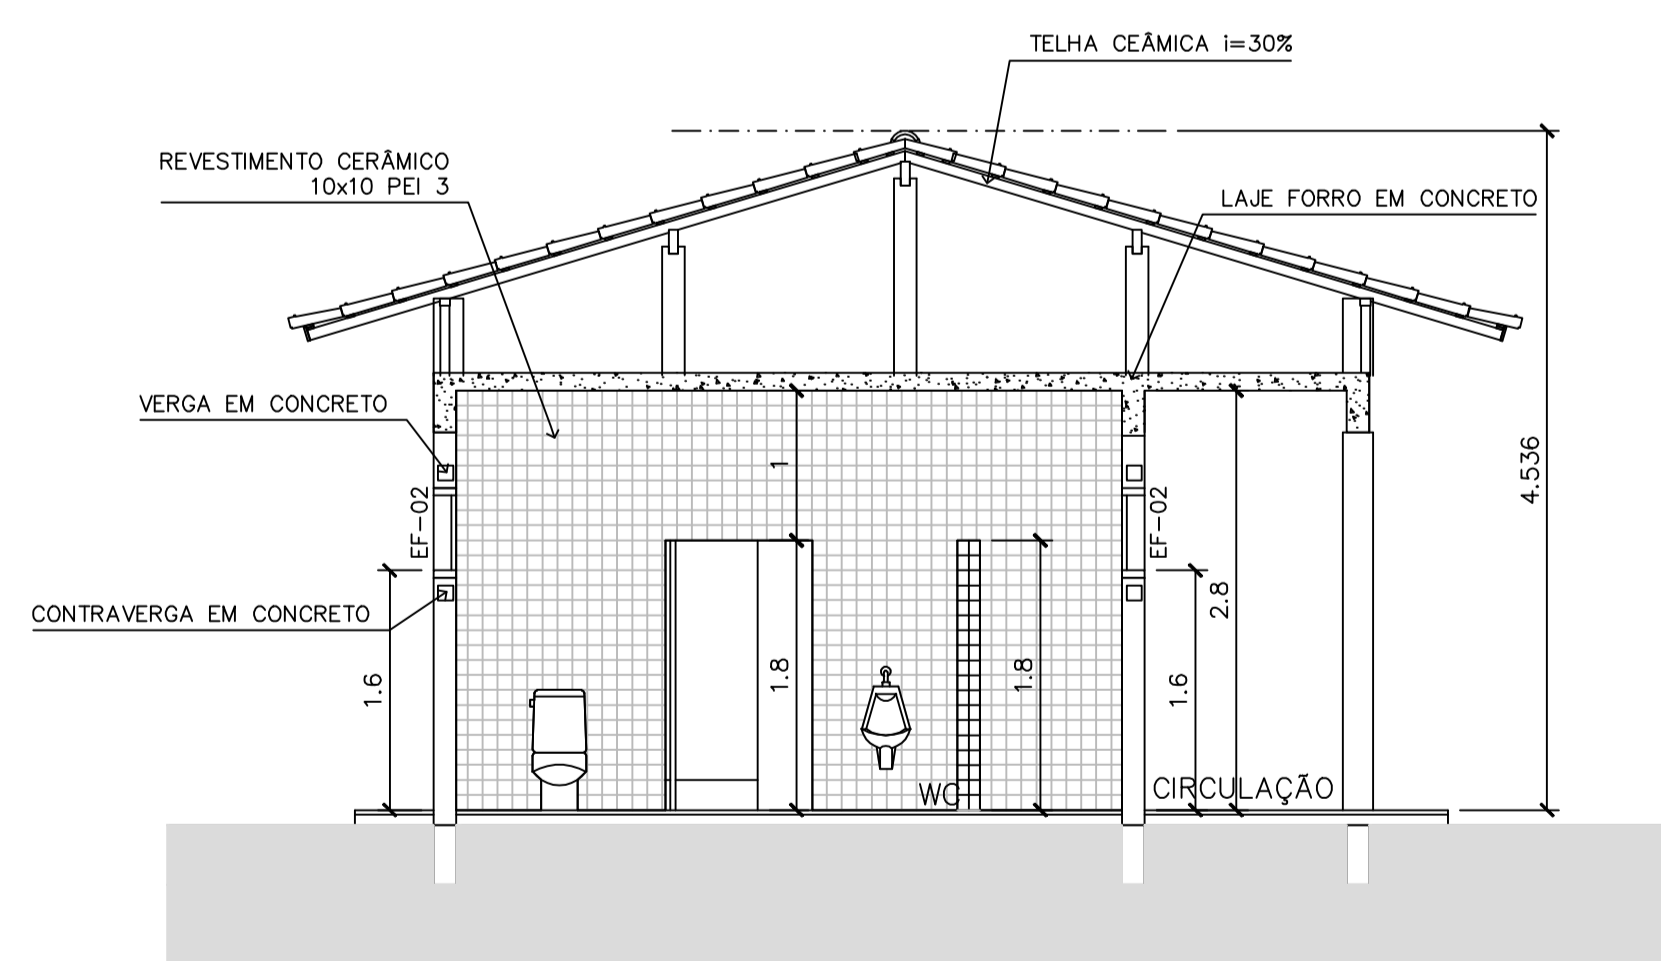 TELHA CEÂMICA i=30%
REVESTIMENTO CERÂMICO
10x10 PEI 3
LAJE FORRO EM CONCRETO
VERGA EM CONCRETO
1
4.536
EF-02
EF-02
CONTRAVERGA EM CONCRETO
2.8
1.6
1.8
1.8
1.6
WC
CIRCULAÇÃO